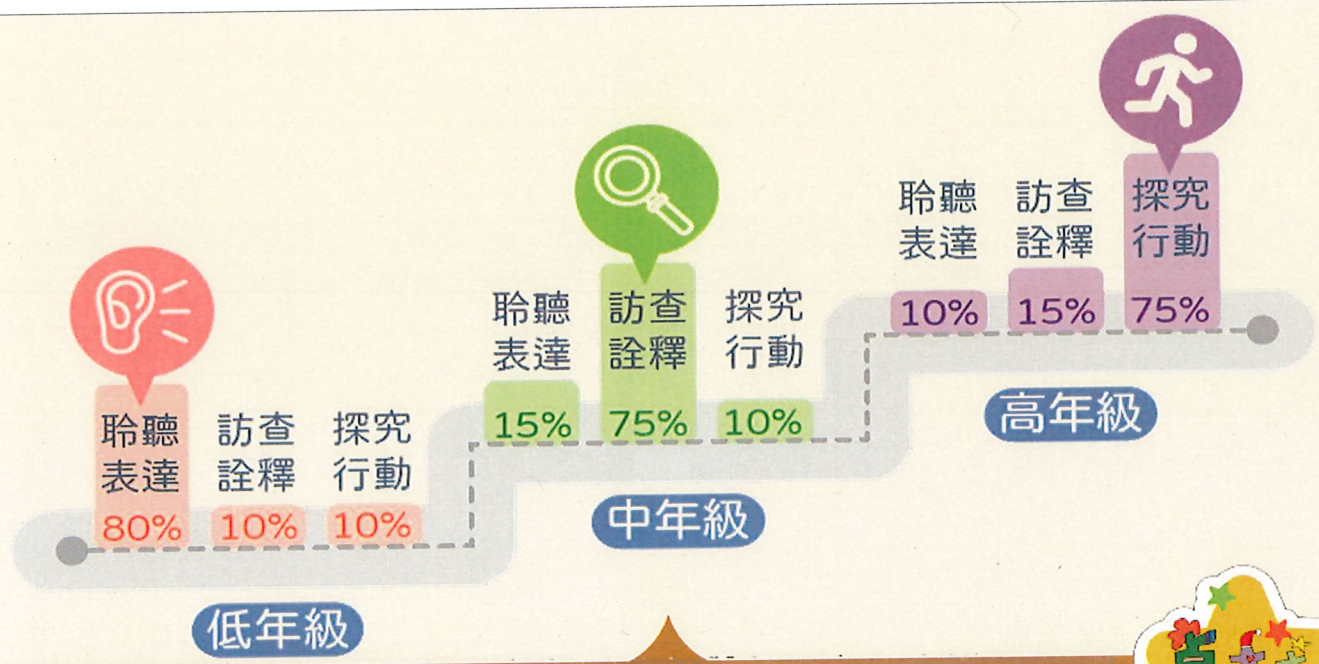 聆聽 訪查 探究
表達 詮釋 行動
80% 10% 10%
低年級
聆聽 訪查 探究
表達 詮釋 行動
15% 75% 10%
中年級
聆聽 訪查 探究
表達 詮釋 行動
10% 15% 75%
高年級